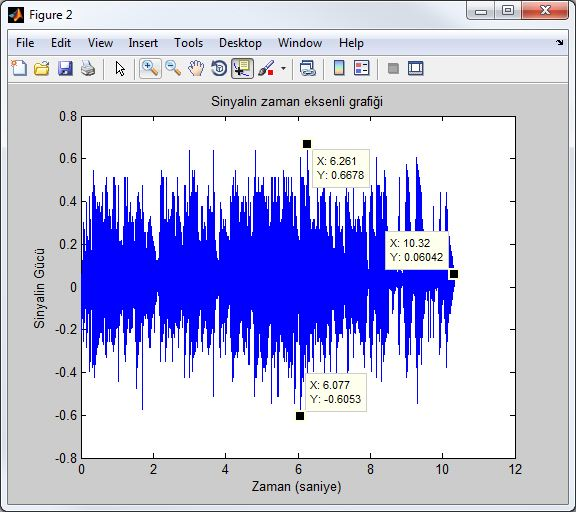 Figure 2
File Edit View Insert Tools Desktop Window Help
Sinyalin zaman eksenli grafiği
0.8
0.6
0.4
0.2
0
-0.2
-0.4
-0.6
-0.8
Sinyalin Gücü
X: 6.261
Y: 0.6678
X: 10.32
Y: 0.06042
X: 6.077
Y: -0.6053
0 2 4 6 8 10 12
Zaman (saniye)